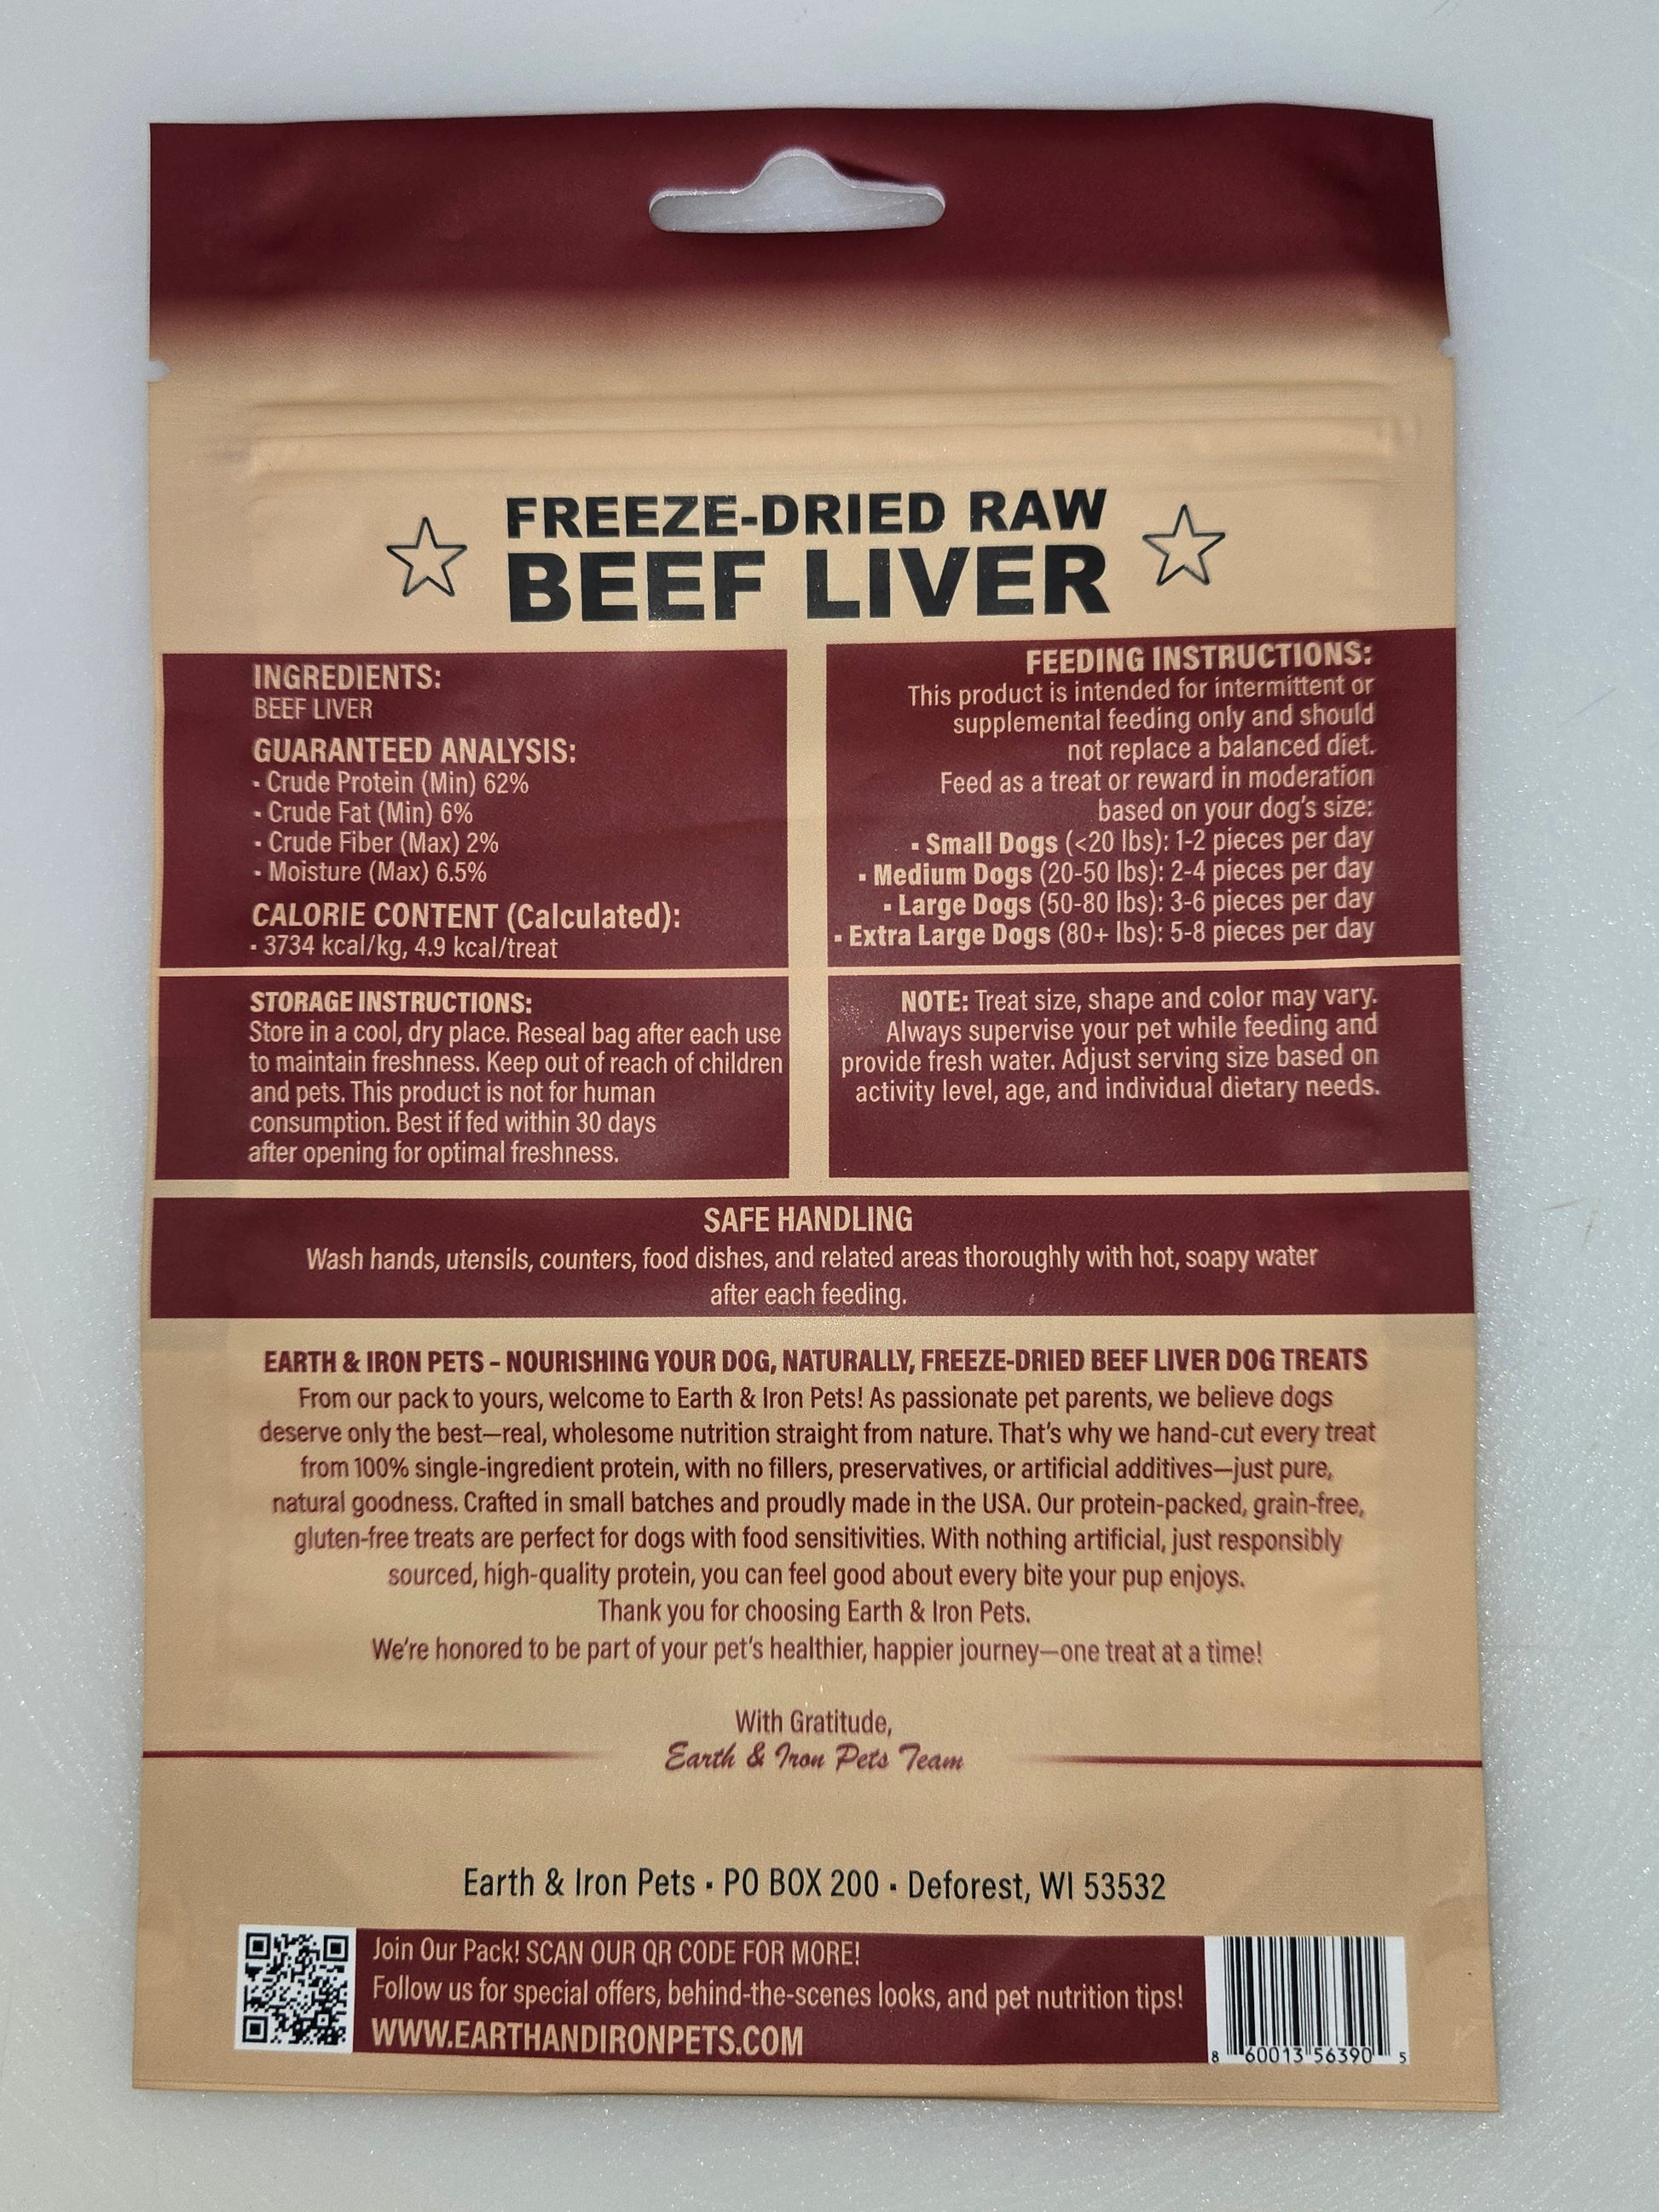 FREEZE-DRIED RAW
BEEF LIVER
INGREDIENTS:
BEEF LIVER
GUARANTEED ANALYSIS:
• Crude Protein (Min) 62%
• Crude Fat (Min) 6%
• Crude Fiber (Max) 2%
• Moisture (Max) 6.5%
CALORIE CONTENT (Calculated):
• 3734 kcal/kg, 4.9 kcal/treat
FEEDING INSTRUCTIONS:
This product is intended for intermittent or
supplemental feeding only and should
not replace a balanced diet.
Feed as a treat or reward in moderation
based on your dog's size:
• Small Dogs (<20 lbs): 1-2 pieces per day
• Medium Dogs (20-50 lbs): 2-4 pieces per day
• Large Dogs (50-80 lbs): 3-6 pieces per day
• Extra Large Dogs (80+ lbs): 5-8 pieces per day
STORAGE INSTRUCTIONS:
Store in a cool, dry place. Reseal bag after each use
to maintain freshness. Keep out of reach of children
and pets. This product is not for human
consumption. Best if fed within 30 days
after opening for optimal freshness.
NOTE: Treat size, shape and color may vary.
Always supervise your pet while feeding and
provide fresh water. Adjust serving size based on
activity level, age, and individual dietary needs.
SAFE HANDLING
Wash hands, utensils, counters, food dishes, and related areas thoroughly with hot, soapy water
after each feeding.
EARTH & IRON PETS – NOURISHING YOUR DOG, NATURALLY, FREEZE-DRIED BEEF LIVER DOG TREATS
From our pack to yours, welcome to Earth & Iron Pets! As passionate pet parents, we believe dogs
deserve only the best—real, wholesome nutrition straight from nature. That's why we hand-cut every treat
from 100% single-ingredient protein, with no fillers, preservatives, or artificial additives—just pure,
natural goodness. Crafted in small batches and proudly made in the USA. Our protein-packed, grain-free,
gluten-free treats are perfect for dogs with food sensitivities. With nothing artificial, just responsibly
sourced, high-quality protein, you can feel good about every bite your pup enjoys.
Thank you for choosing Earth & Iron Pets.
We're honored to be part of your pet's healthier, happier journey—one treat at a time!
With Gratitude,
Earth & Iron Pets Team
Earth & Iron Pets • PO BOX 200 • Deforest, WI 53532
Join Our Pack! SCAN OUR QR CODE FOR MORE!
Follow us for special offers, behind-the-scenes looks, and pet nutrition tips!
WWW.EARTHANDIRONPETS.COM
8 60013 56390 5